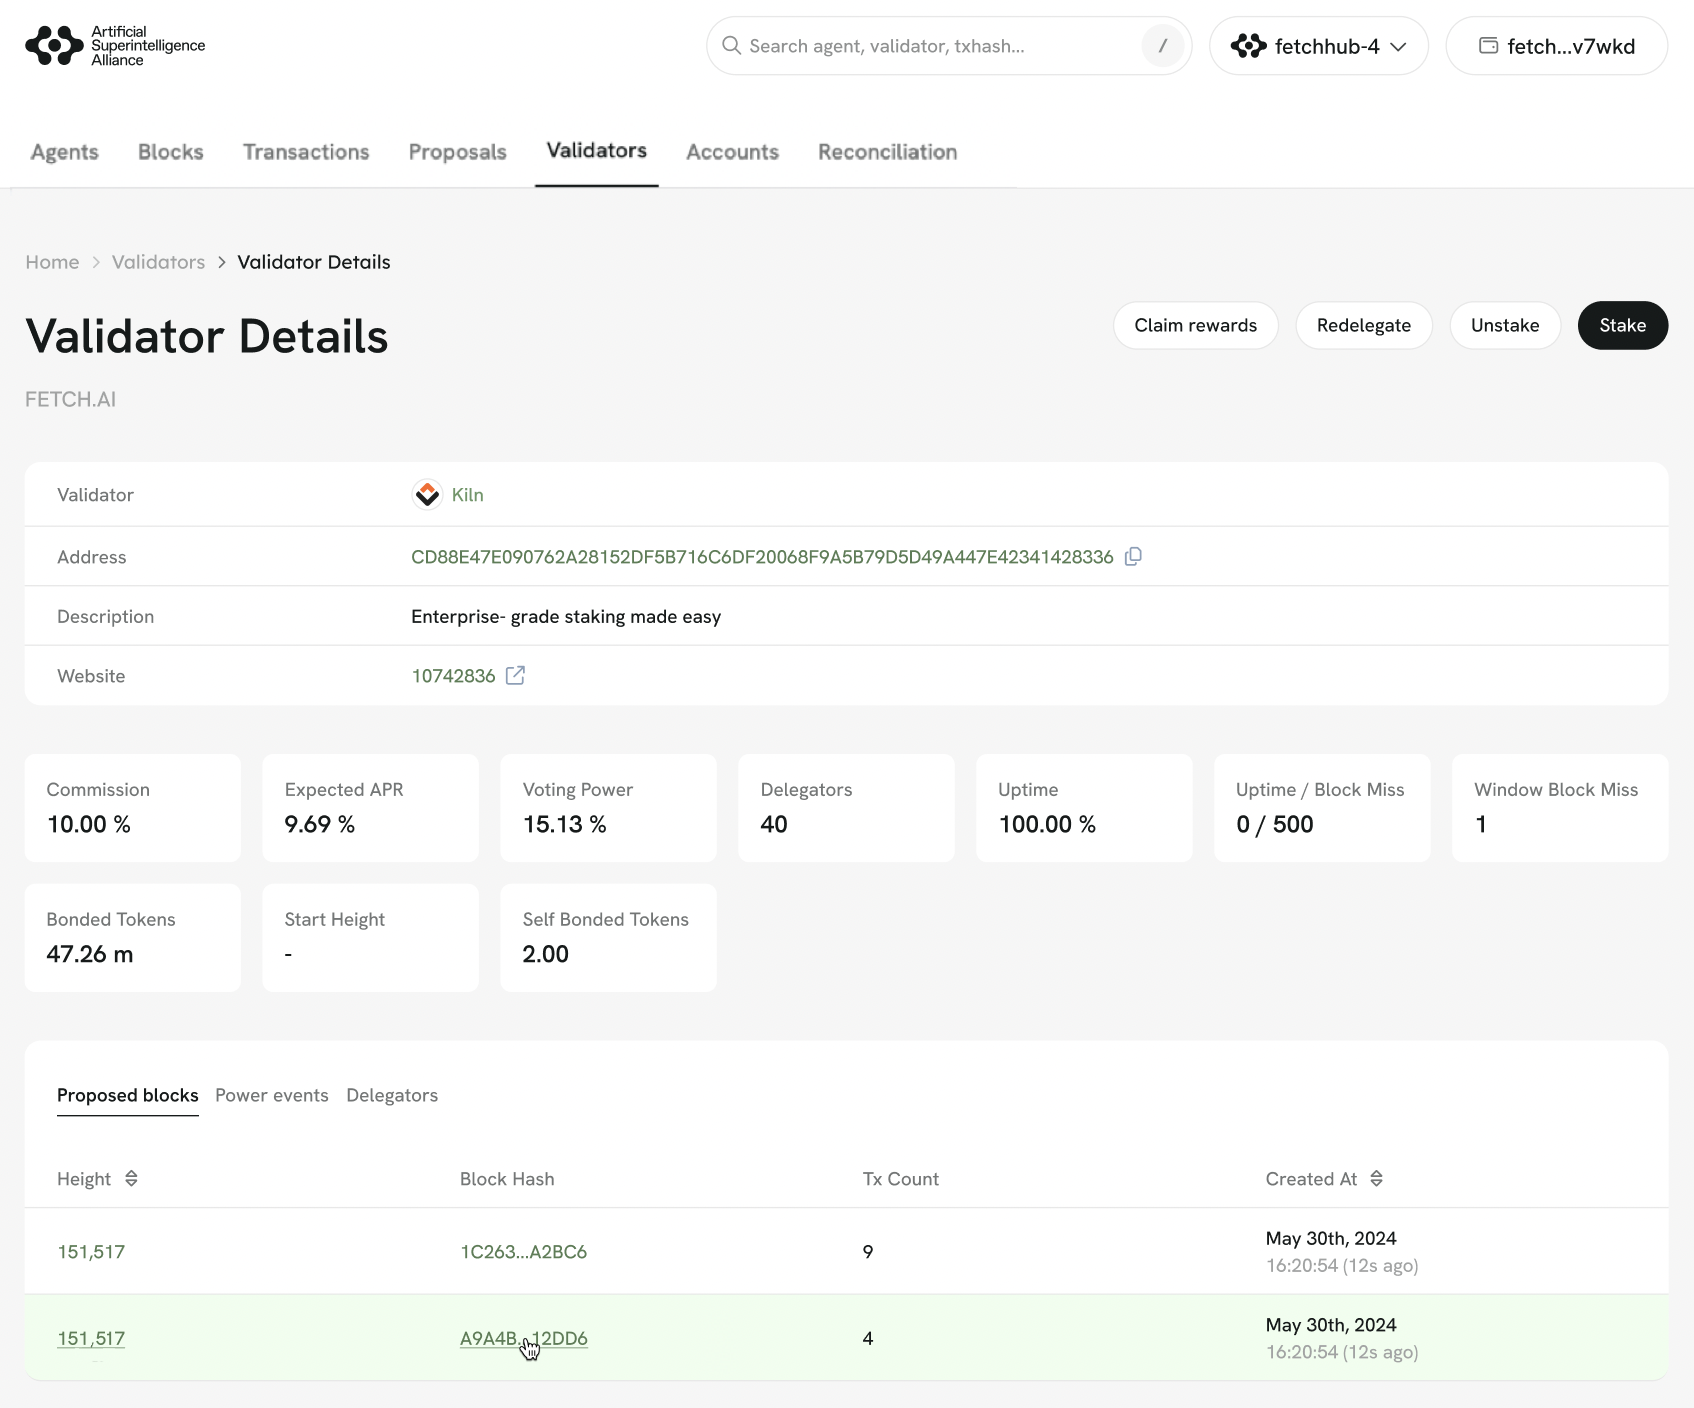 Artificial
Superintelligence
Alliance
Search agent, validator, txhash...
/
fetchhub-4
fetch...v7wkd
Agents
Blocks
Transactions
Proposals
Validators
Accounts
Reconciliation
Home > Validators > Validator Details
Validator Details
Claim rewards
Redelegate
Unstake
Stake
FETCH.AI
Validator
Kiln
Address
CD88E47E090762A28152DF5B716C6DF20068F9A5B79D5D49A447E42341428336
Description
Enterprise- grade staking made easy
Website
10742836
Commission
10.00 %
Expected APR
9.69 %
Voting Power
15.13 %
Delegators
40
Uptime
100.00 %
Uptime / Block Miss
0 / 500
Window Block Miss
1
Bonded Tokens
47.26 m
Start Height
-
Self Bonded Tokens
2.00
Proposed blocks
Power events
Delegators
Height
Block Hash
Tx Count
Created At
151,517
1C263...A2BC6
9
May 30th, 2024
16:20:54 (12s ago)
151,517
A9A4B...12DD6
4
May 30th, 2024
16:20:54 (12s ago)